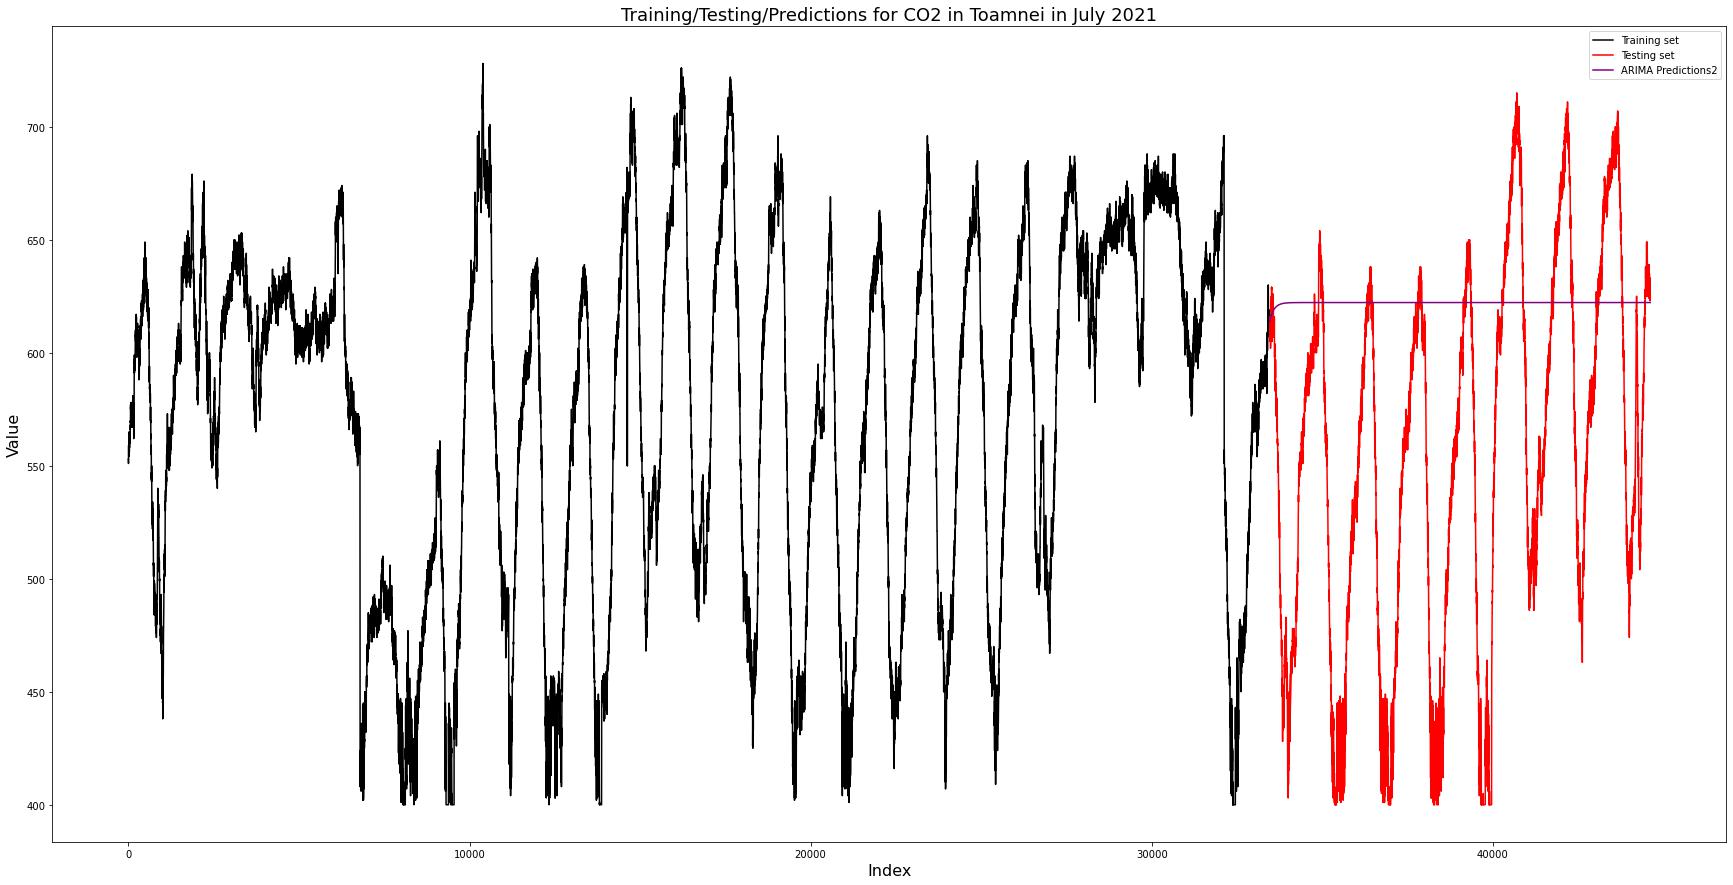 Training/Testing/Predictions for CO2 in Toamnei in July 2021
Training set
Testing set
ARIMA Predictions2
Value
700
650
600
550
500
450
400
0
10000
20000
30000
40000
Index